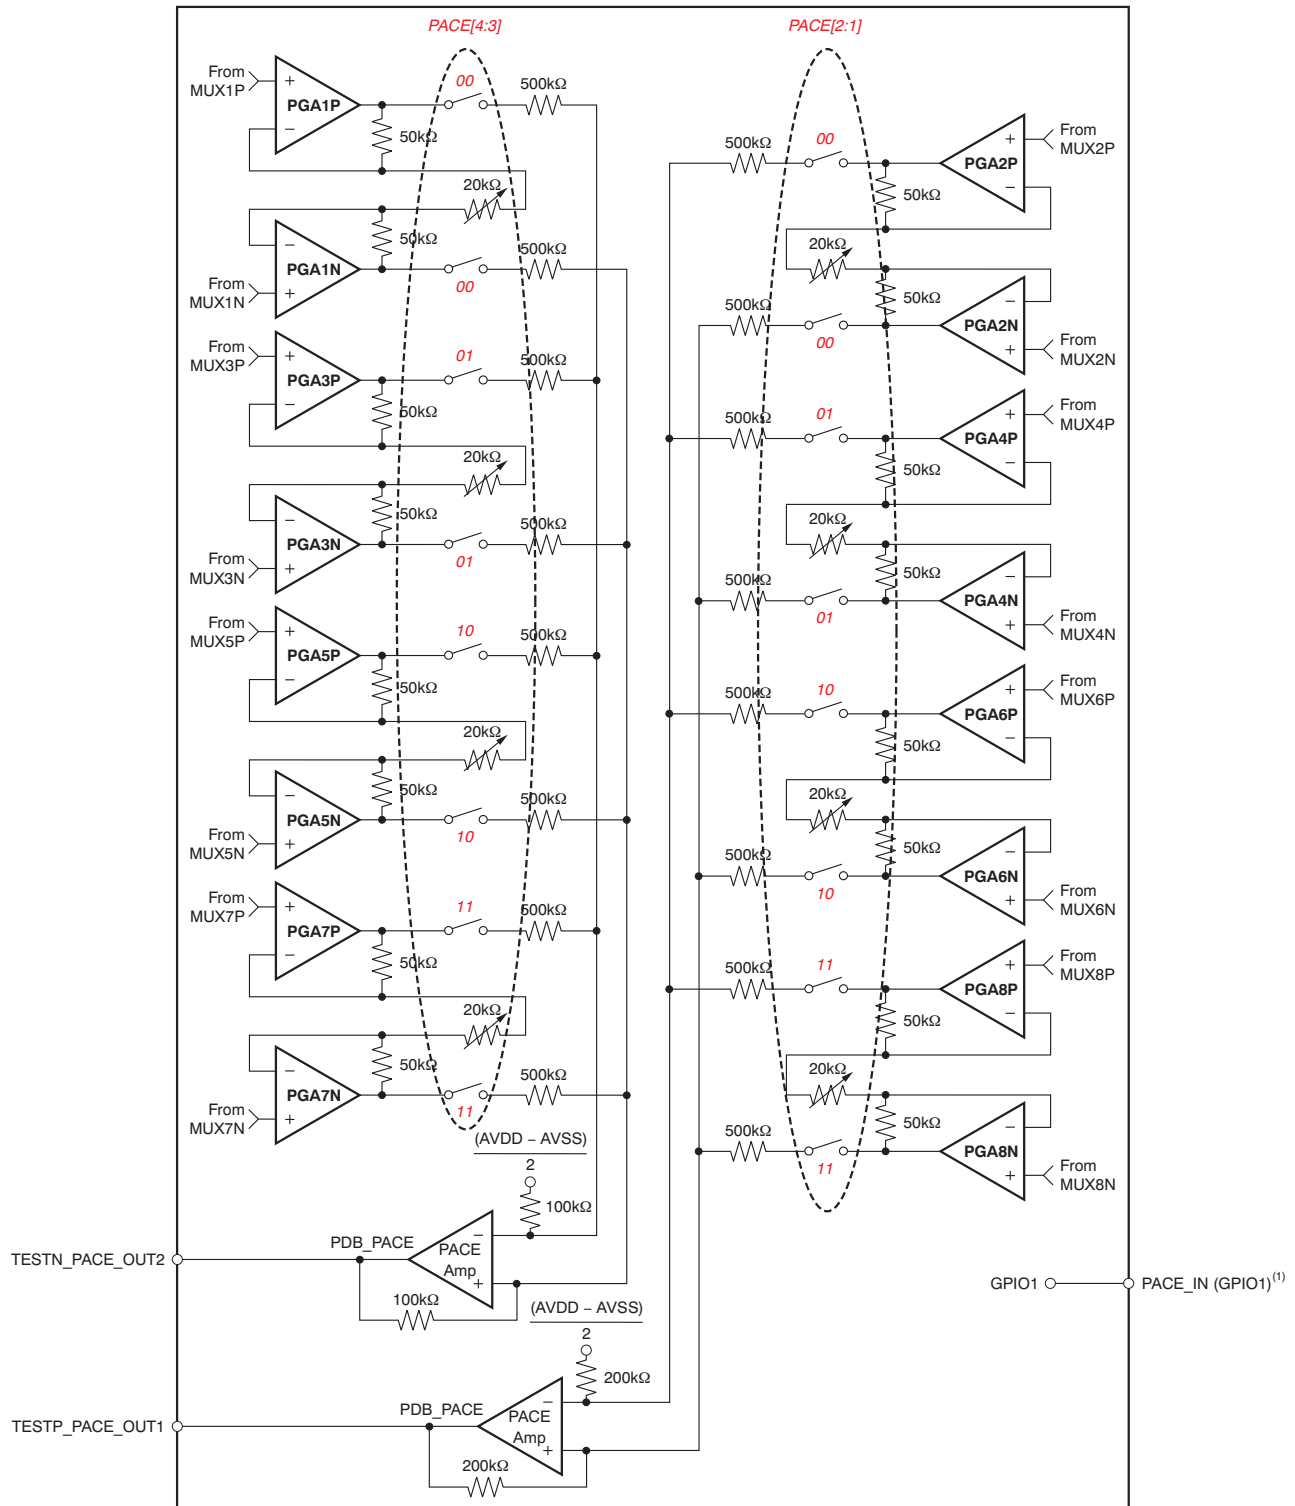 PACE[4:3]
PACE[2:1]
From
MUX1P
+
PGA1P
−
00
500kΩ
50kΩ
20kΩ
−
PGA1N
+
50kΩ
From
MUX1N
00
500kΩ
From
MUX3P
+
PGA3P
−
01
500kΩ
50kΩ
20kΩ
−
PGA3N
+
50kΩ
From
MUX3N
01
500kΩ
From
MUX5P
+
PGA5P
−
10
500kΩ
50kΩ
20kΩ
−
PGA5N
+
50kΩ
From
MUX5N
10
500kΩ
From
MUX7P
+
PGA7P
−
11
500kΩ
50kΩ
20kΩ
−
PGA7N
+
50kΩ
From
MUX7N
11
500kΩ
500kΩ
00
+
PGA2P
−
From
MUX2P
50kΩ
20kΩ
500kΩ
00
50kΩ
−
PGA2N
+
From
MUX2N
500kΩ
01
+
PGA4P
−
From
MUX4P
50kΩ
20kΩ
500kΩ
01
50kΩ
−
PGA4N
+
From
MUX4N
500kΩ
10
+
PGA6P
−
From
MUX6P
50kΩ
20kΩ
500kΩ
10
50kΩ
−
PGA6N
+
From
MUX6N
500kΩ
11
+
PGA8P
−
From
MUX8P
50kΩ
20kΩ
500kΩ
11
50kΩ
−
PGA8N
+
From
MUX8N
(AVDD − AVSS)
2
100kΩ
TESTN_PACE_OUT2
PDB_PACE
−
PACE
Amp
+
100kΩ
GPIO1
PACE_IN (GPIO1)(1)
(AVDD − AVSS)
2
200kΩ
TESTP_PACE_OUT1
PDB_PACE
−
PACE
Amp
+
200kΩ